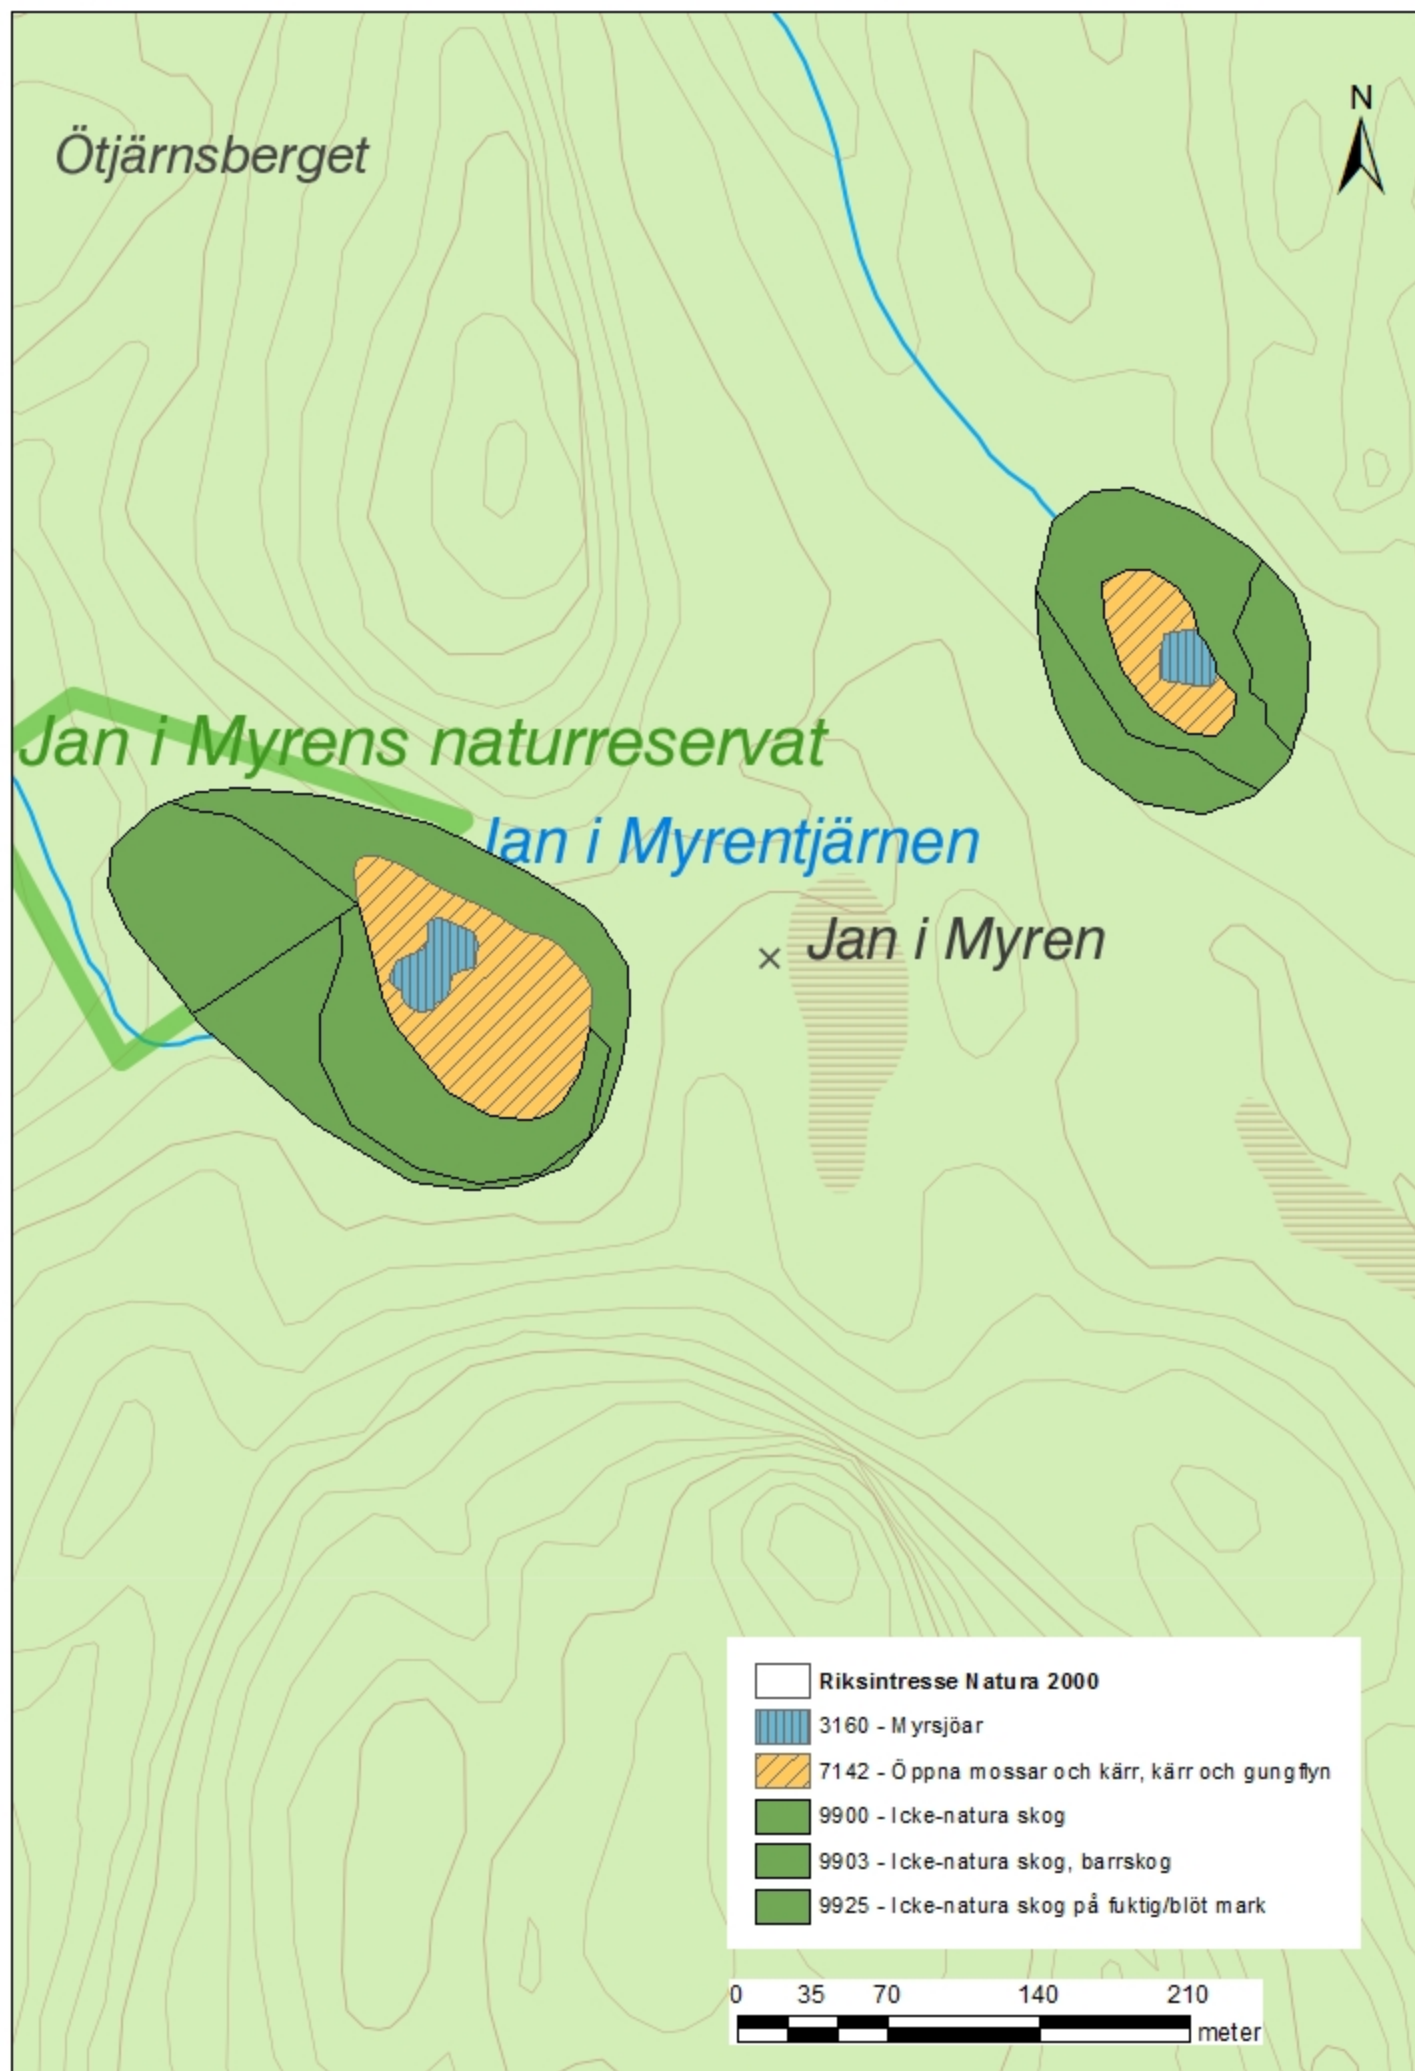 N
Ötjärnsberget
Jan i Myrens naturreservat
Jan i Myrentjärnen
Jan i Myren
Riksintresse Natura 2000
3160 - Myrsjöar
7142 - Öppna mossar och kärr, kärr och gungflyn
9900 - Icke-natura skog
9903 - Icke-natura skog, barrskog
9925 - Icke-natura skog på fuktig/blöt mark
0 35 70 140 210
meter